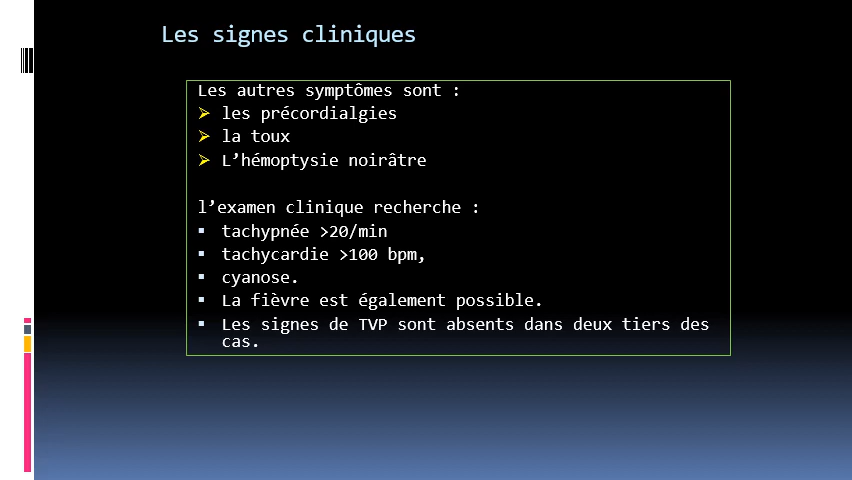 Les signes cliniques
Les autres symptômes sont :
➢ les précordialgies
➢ la toux
➢ L’hémoptysie noirâtre
l’examen clinique recherche :
▪ tachypnée >20/min
▪ tachycardie >100 bpm,
▪ cyanose.
▪ La fièvre est également possible.
▪ Les signes de TVP sont absents dans deux tiers des
cas.